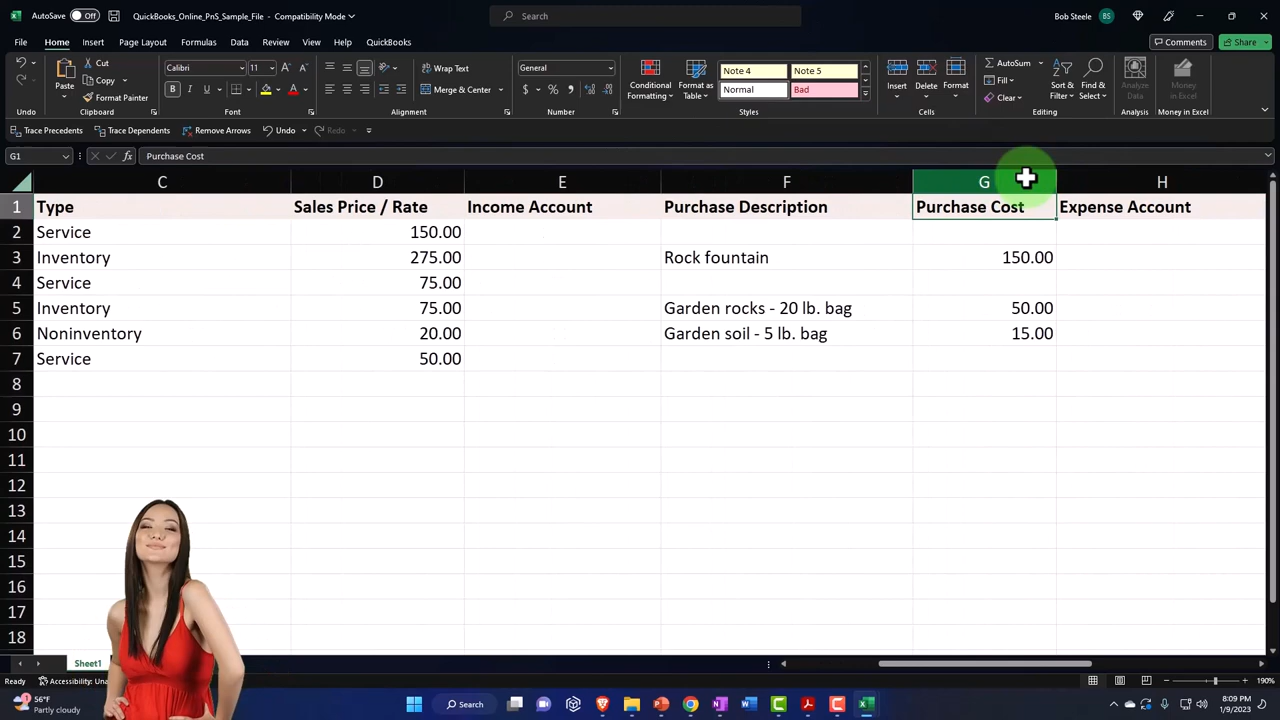 AutoSave Off QuickBooks_Online_PnS_Sample_File - Compatibility Mode Search Bob Steele BS
File Home Insert Page Layout Formulas Data Review View Help QuickBooks Comments Share
Undo Paste Cut Copy Format Painter Clipboard
Calibri 11 B I U A Font
Wrap Text Merge & Center Alignment
General $ % Number
Conditional Formatting Format as Table Note 4 Note 5 Normal Bad Styles
Insert Delete Format Cells
AutoSum Fill Clear Sort & Filter Find & Select Editing
Analyze Data Analysis
Money in Excel Money in Excel
Trace Precedents Trace Dependents Remove Arrows Undo Redo
G1 fx Purchase Cost
C D E F G H
1 Type Sales Price / Rate Income Account Purchase Description Purchase Cost Expense Account
2 Service 150.00
3 Inventory 275.00 Rock fountain 150.00
4 Service 75.00
5 Inventory 75.00 Garden rocks - 20 lb. bag 50.00
6 Noninventory 20.00 Garden soil - 5 lb. bag 15.00
7 Service 50.00
8
9
10
11
12
13
14
15
16
17
18
Sheet1
Ready Accessibility: 190%
1 56°F
Partly cloudy
Search
8:09 PM
1/9/2023